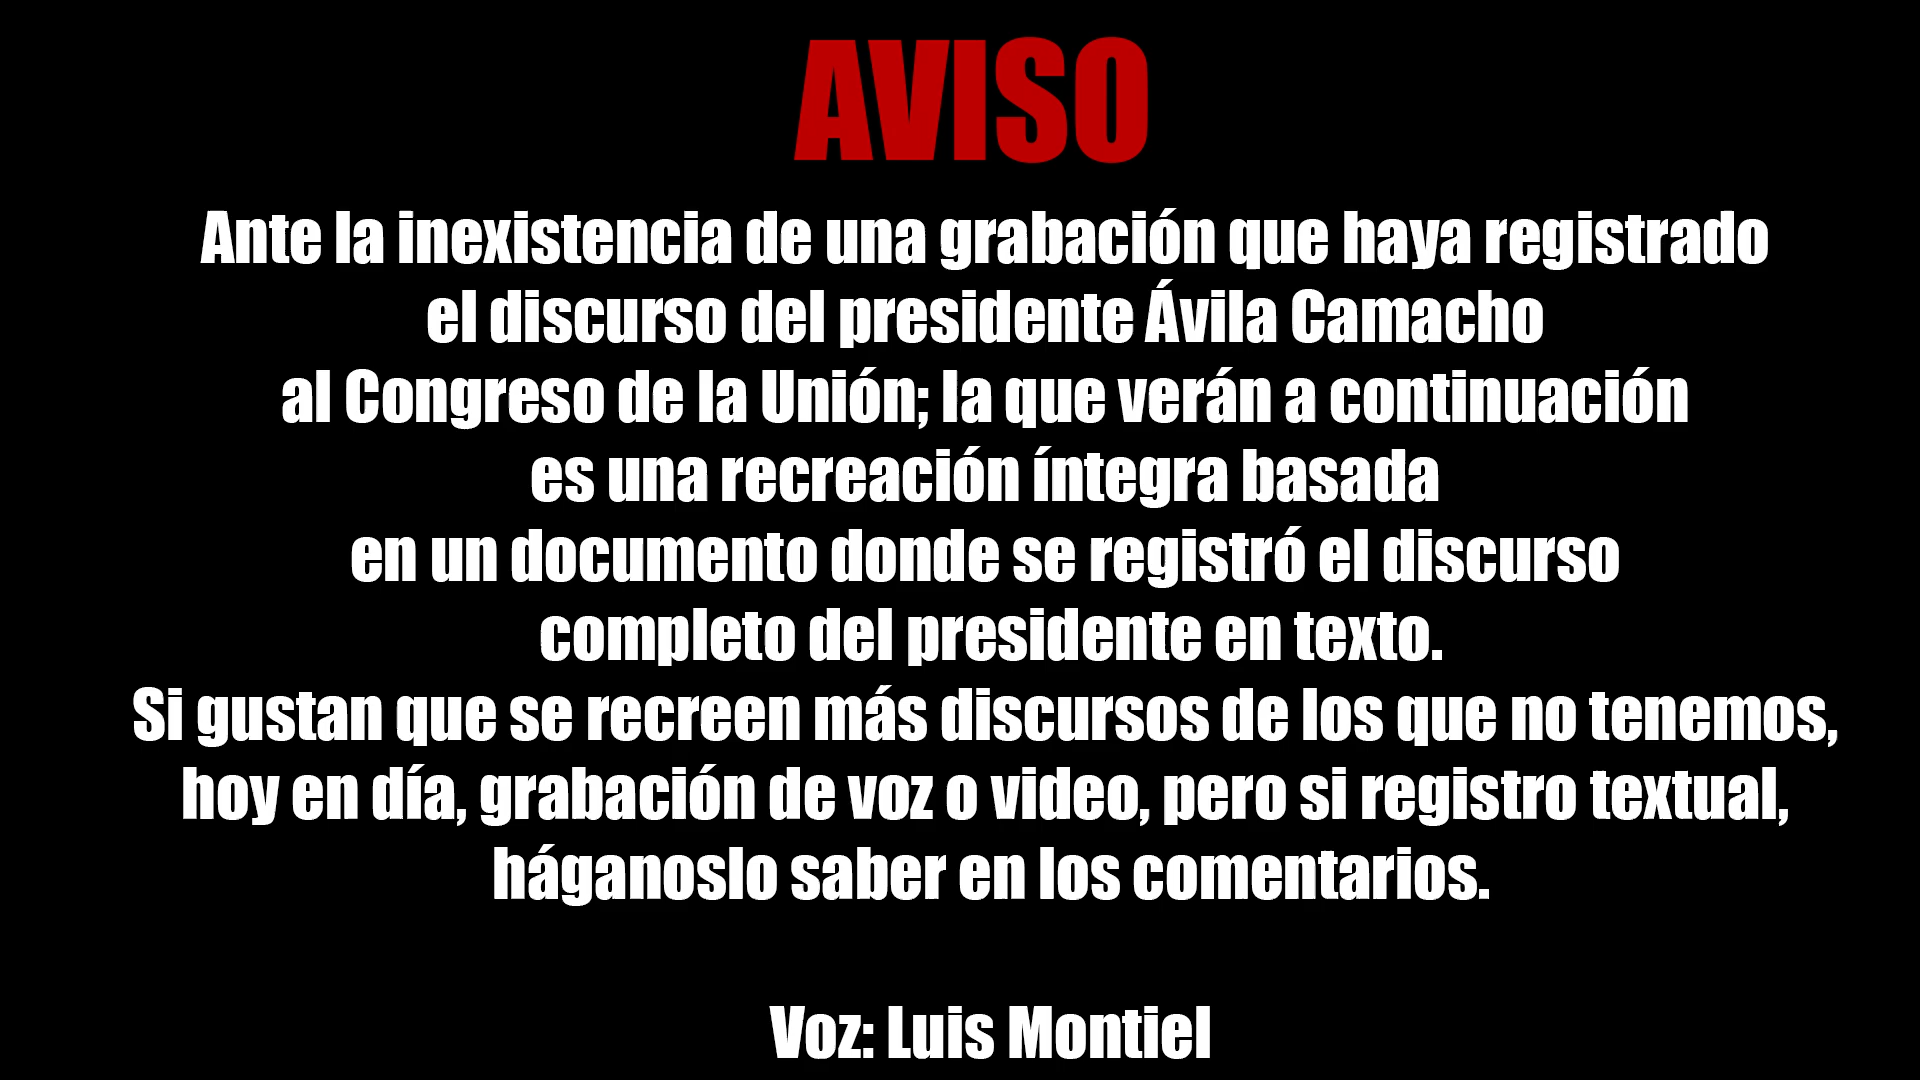 AVISO
Ante la inexistencia de una grabación que haya registrado
el discurso del presidente Ávila Camacho
al Congreso de la Unión; la que verán a continuación
es una recreación íntegra basada
en un documento donde se registró el discurso
completo del presidente en texto.
Si gustan que se recreen más discursos de los que no tenemos,
hoy en día, grabación de voz o video, pero si registro textual,
háganoslo saber en los comentarios.
Voz: Luis Montiel